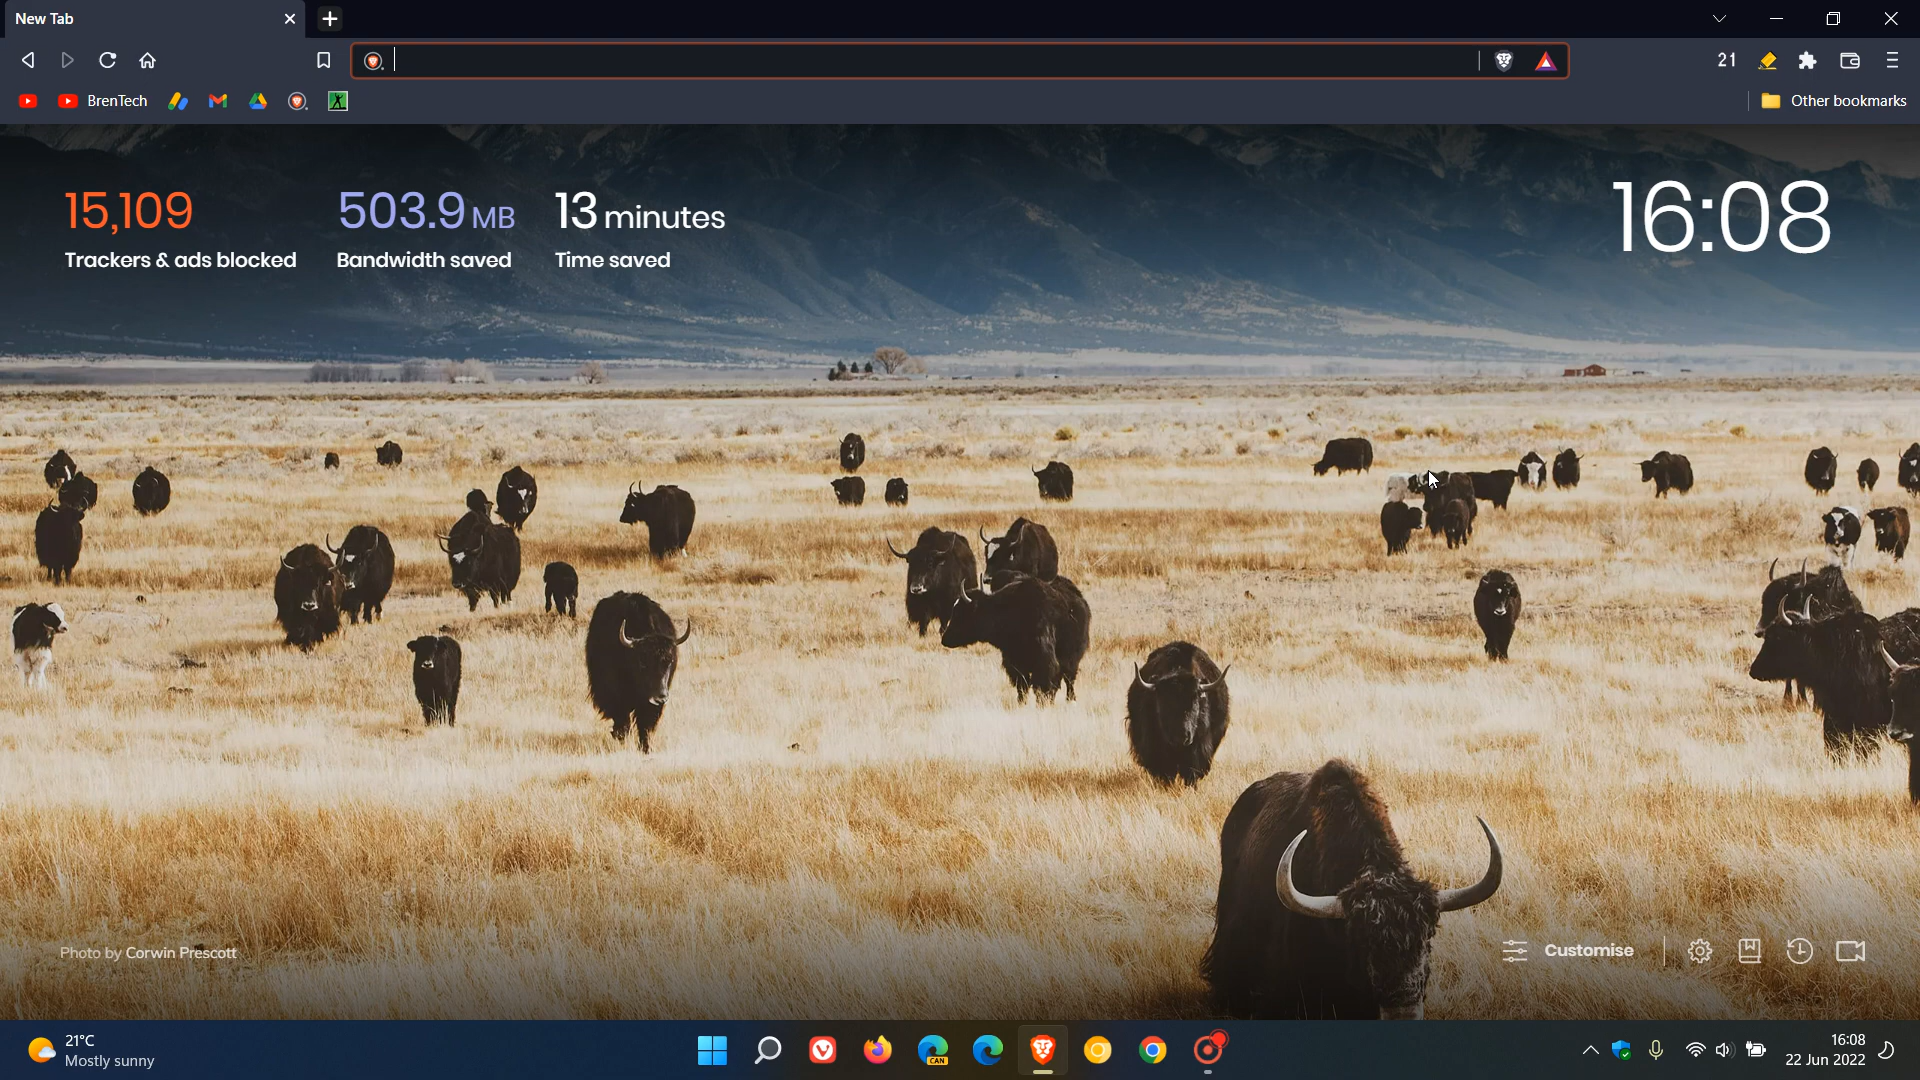 New Tab
21
BrenTech
Other bookmarks
15,109
Trackers & ads blocked
503.9 MB
Bandwidth saved
13 minutes
Time saved
16:08
Photo by Corwin Prescott
Customise
21°C
Mostly sunny
CAN
16:08
22 Jun 2022